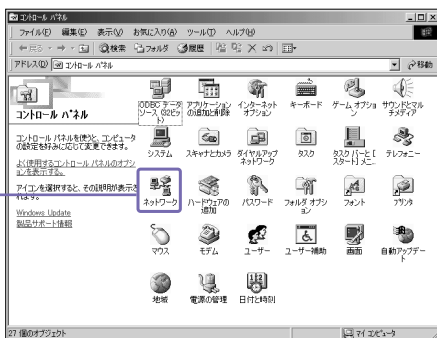 コントロール パネル
ファイル(F) 編集(E) 表示(V) お気に入り(A) ツール(T) ヘルプ(H)
戻る 検索 フォルダ 履歴
アドレス(D) コントロール パネル 移動
コントロール パネル
コントロール パネルを使うと、コンピュータの設定を好みに応じて変更できます。
よく使用するコントロール パネルのオプションを表示する。
アイコンを選択すると、その説明が表示されます。
Windows Update
製品サポート情報
ODBC データ ソース (32ビット)
アプリケーションの追加と削除
インターネット オプション
キーボード
ゲーム オプション
サウンドとマルチメディア
システム
スキャナとカメラ
ダイヤルアップ ネットワーク
タスク
タスク バーと [スタート] メニ...
テレフォニー
ネットワーク
ハードウェアの追加
パスワード
フォルダ オプション
フォント
プリンタ
マウス
モデム
ユーザー
ユーザー補助
画面
自動アップデート
地域
電源の管理
日付と時刻
27 個のオブジェクト
マイ コンピュータ